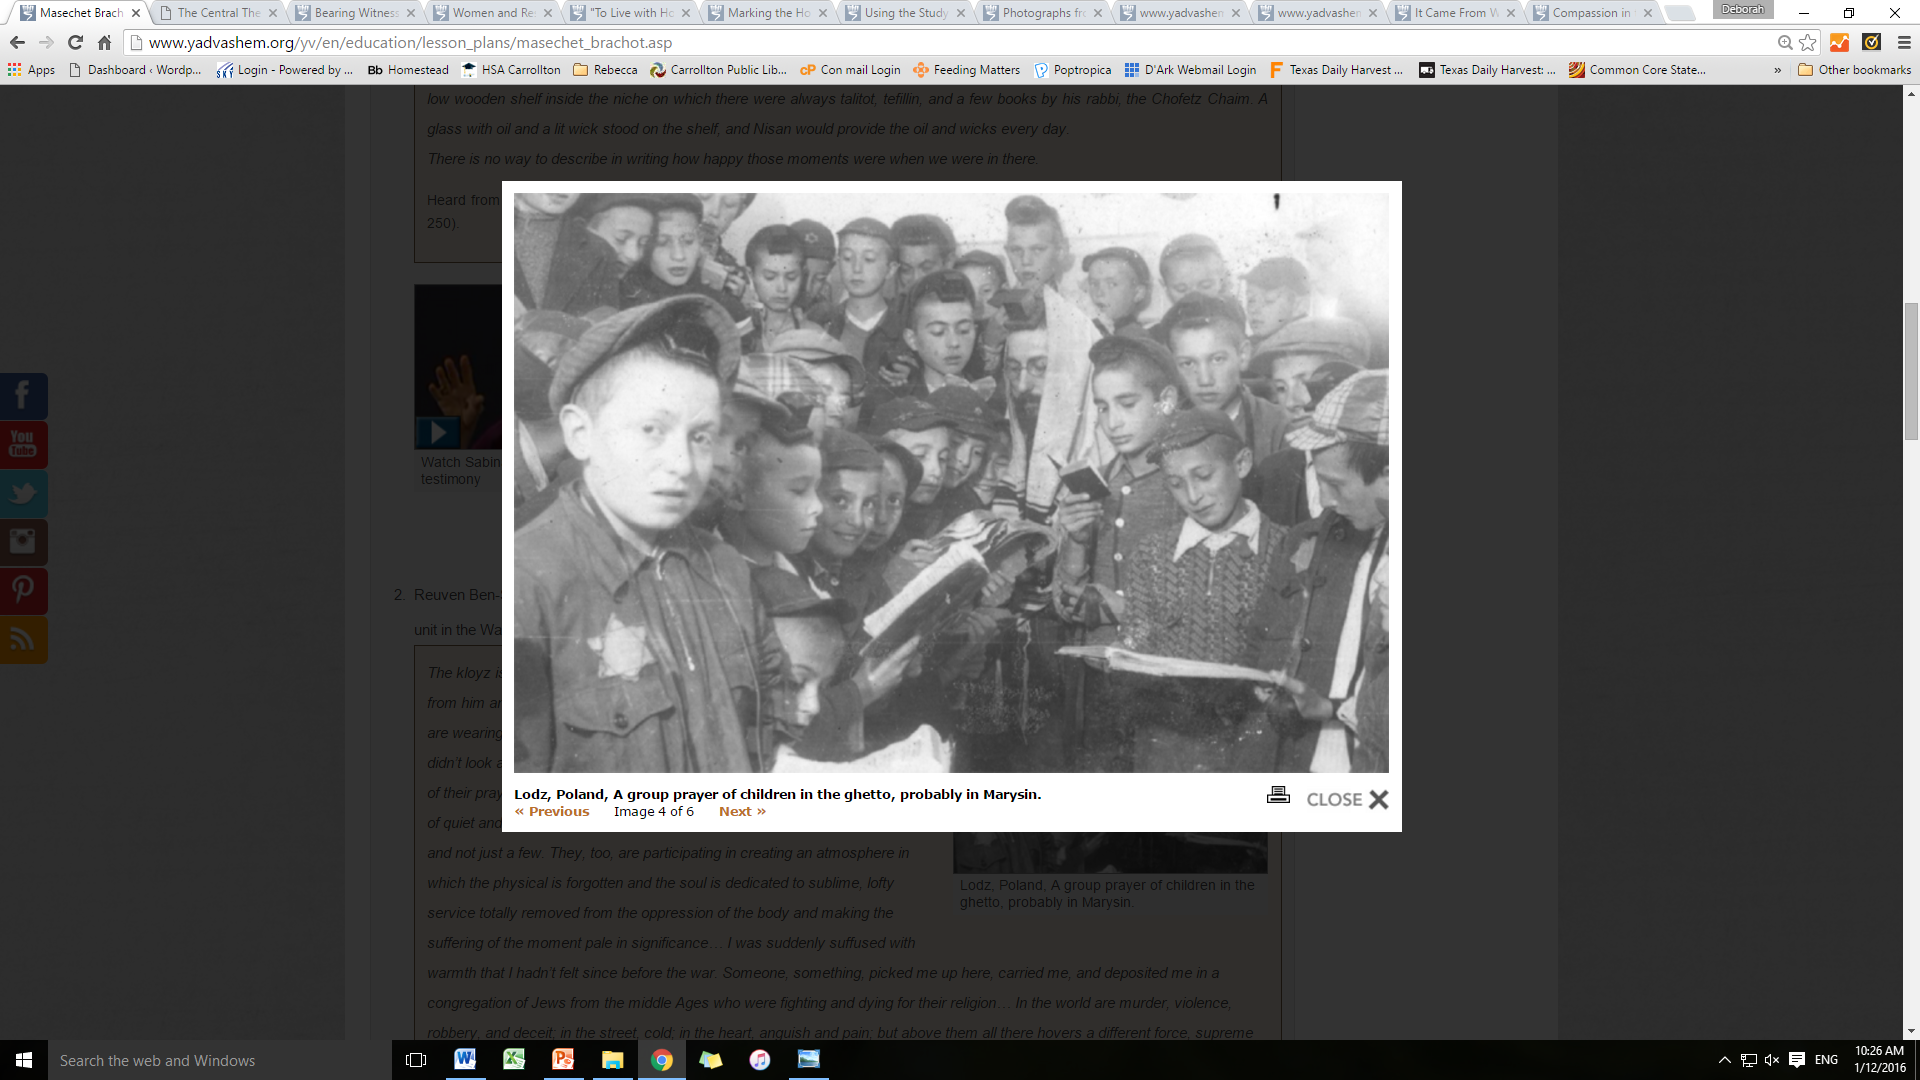 Masechet Brach
The Central The
Bearing Witness
Women and Re
"To Live with Ho
Marking the Ho
Using the Study
Photographs fr
www.yadvashem
www.yadvashem
It Came From W
Compassion in
Deborah
www.yadvashem.org/yv/en/education/lesson_plans/masechet_brachot.asp
Apps
Dashboard ‹ Wordp...
Login - Powered by ...
Bb Homestead
HSA Carrollton
Rebecca
Carrollton Public Lib...
cP Con mail Login
Feeding Matters
Poptropica
D'Ark Webmail Login
Texas Daily Harvest ...
Texas Daily Harvest: ...
Common Core State...
»
Other bookmarks
low wooden shelf inside the niche on which there were always talitot, tefillin, and a few books by his rabbi, the Chofetz Chaim. A
glass with oil and a lit wick stood on the shelf, and Nisan would provide the oil and wicks every day.
There is no way to describe in writing how happy those moments were when we were in there.
Heard from
250).
You
Tube
Watch Sabin
testimony
2. Reuven Ben-
unit in the Wa
The kloyz is
from him an
are wearing
didn't look a
of their pray
of quiet and
Lodz, Poland, A group prayer of children in the ghetto, probably in Marysin.
« Previous Image 4 of 6 Next »
CLOSE
and not just a few. They, too, are participating in creating an atmosphere in
which the physical is forgotten and the soul is dedicated to sublime, lofty
service totally removed from the oppression of the body and making the
suffering of the moment pale in significance… I was suddenly suffused with
warmth that I hadn't felt since before the war. Someone, something, picked me up here, carried me, and deposited me in a
congregation of Jews from the middle Ages who were fighting and dying for their religion… In the world are murder, violence,
robbery, and deceit; in the street, cold; in the heart, anguish and pain; but above them all there hovers a different force, supreme
Lodz, Poland, A group prayer of children in the
ghetto, probably in Marysin.
Search the web and Windows
ENG
10:26 AM
1/12/2016